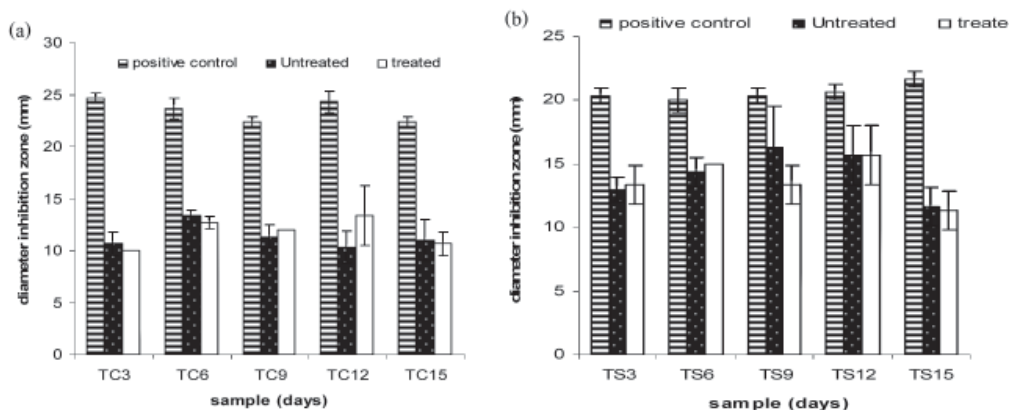 (a)
30
25
20
15
10
5
0
diameter inhibition zone (mm)
positive control Untreated treated
TC3 TC6 TC9 TC12 TC15
sample (days)
(b)
positive control Untreated treate
25
20
15
10
5
0
diameter inhibition zone (mm)
TS3 TS6 TS9 TS12 TS15
sample (days)